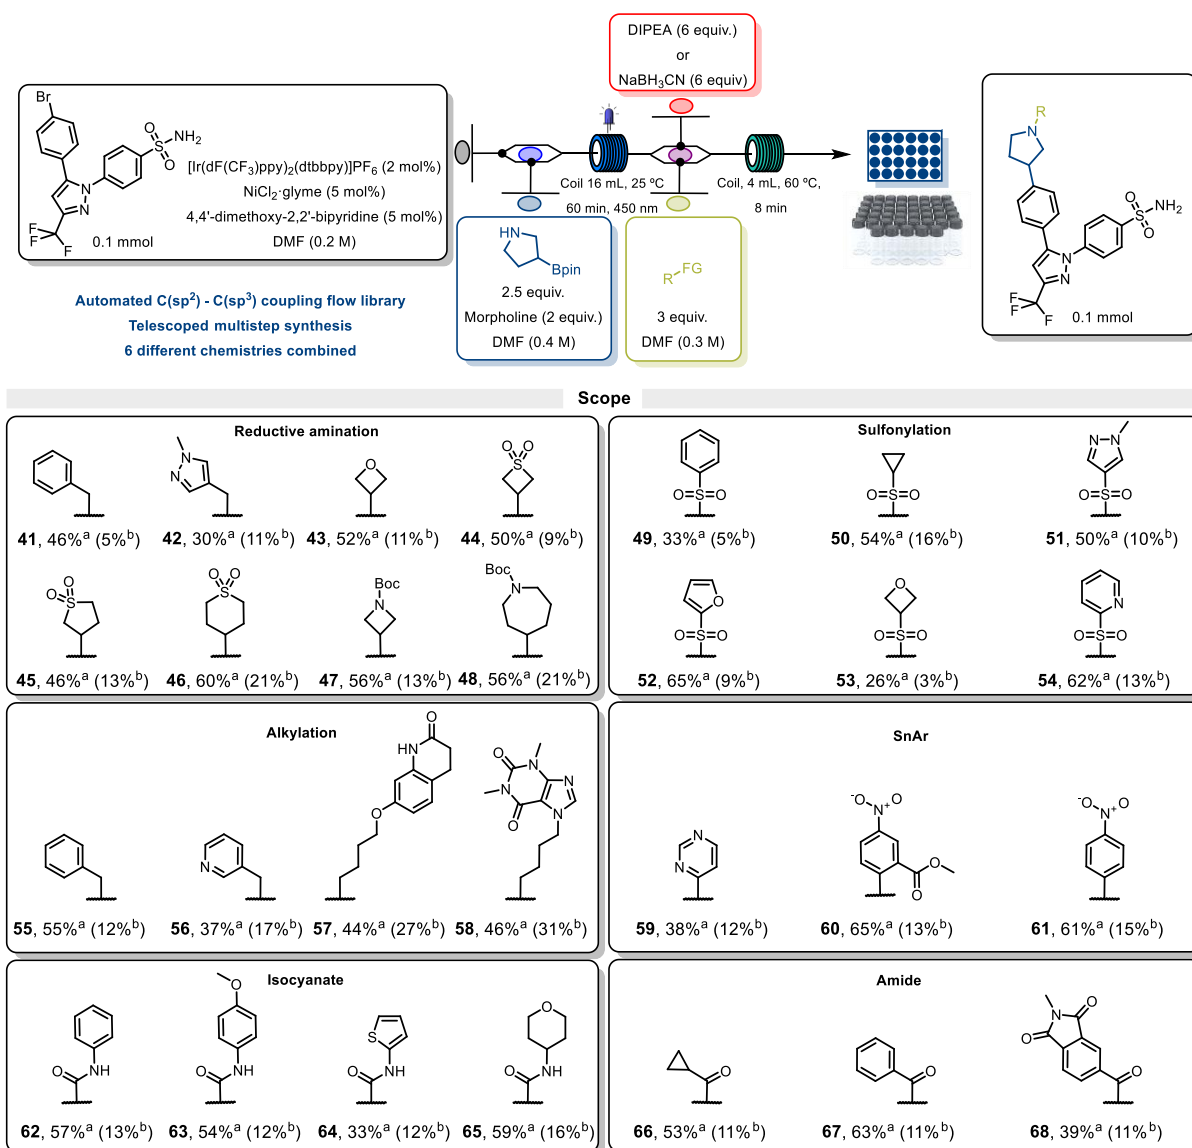 DIPEA (6 equiv.)
or
NaBH3CN (6 equiv)
Br
N
N
S
O
O
NH2
F
F
F
0.1 mmol
[Ir(dF(CF3)ppy)2(dtbbpy)]PF6 (2 mol%)
NiCl2·glyme (5 mol%)
4,4'-dimethoxy-2,2'-bipyridine (5 mol%)
DMF (0.2 M)
Coil 16 mL, 25 ºC
60 min, 450 nm
Coil, 4 mL, 60 ºC,
8 min
HN
Bpin
2.5 equiv.
Morpholine (2 equiv.)
DMF (0.4 M)
R FG
3 equiv.
DMF (0.3 M)
R
N
N
N
S
O
O
NH2
F
F
F
0.1 mmol
Automated C(sp2) - C(sp3) coupling flow library
Telescoped multistep synthesis
6 different chemistries combined
Scope
Reductive amination
N
N
O
O O
S
41, 46%a (5%b)
42, 30%a (11%b)
43, 52%a (11%b)
44, 50%a (9%b)
O
O
S
O O
S
Boc
N
Boc
N
45, 46%a (13%b)
46, 60%a (21%b)
47, 56%a (13%b)
48, 56%a (21%b)
Sulfonylation
O=S=O
O=S=O
N
N
O=S=O
49, 33%a (5%b)
50, 54%a (16%b)
51, 50%a (10%b)
O
O=S=O
O
O=S=O
N
O=S=O
52, 65%a (9%b)
53, 26%a (3%b)
54, 62%a (13%b)
Alkylation
N
O
HN
O
O
N
N
N
N
O
55, 55%a (12%b)
56, 37%a (17%b)
57, 44%a (27%b)
58, 46%a (31%b)
SnAr
N
N
-O
N+
O
O
O
-O
N+
O
59, 38%a (12%b)
60, 65%a (13%b)
61, 61%a (15%b)
Isocyanate
O
NH
O
O
NH
S
O
NH
O
O
NH
62, 57%a (13%b)
63, 54%a (12%b)
64, 33%a (12%b)
65, 59%a (16%b)
Amide
O
O
N
O
O
O
66, 53%a (11%b)
67, 63%a (11%b)
68, 39%a (11%b)